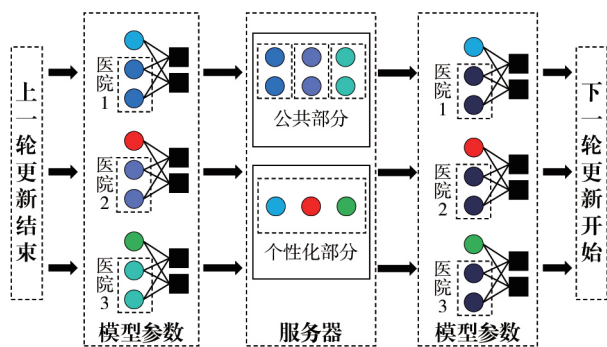 上一轮更新结束
医院1
医院2
医院3
模型参数
公共部分
个性化部分
服务器
医院1
医院2
医院3
模型参数
下一轮更新开始